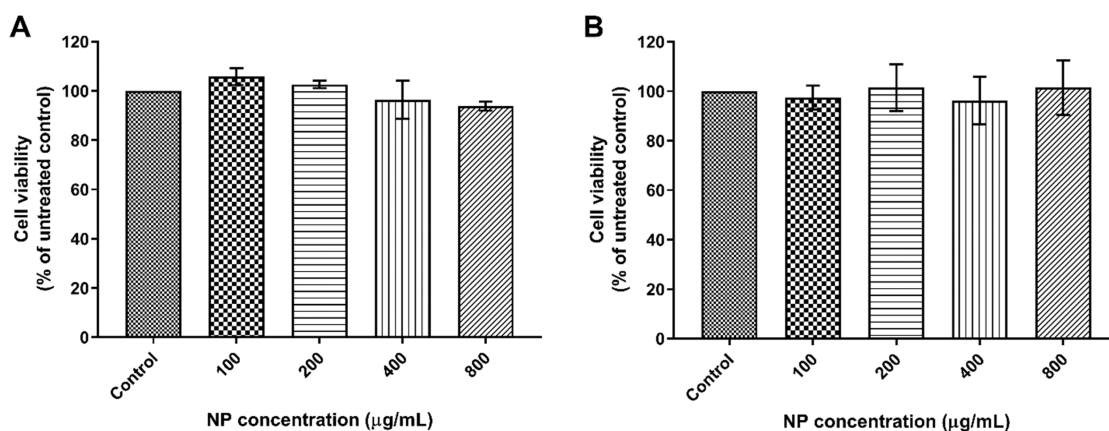 A
Cell viability
(% of untreated control)
120
100
80
60
40
20
0
Control
100
200
400
800
NP concentration (μg/mL)
B
Cell viability
(% of untreated control)
120
100
80
60
40
20
0
Control
100
200
400
800
NP concentration (μg/mL)